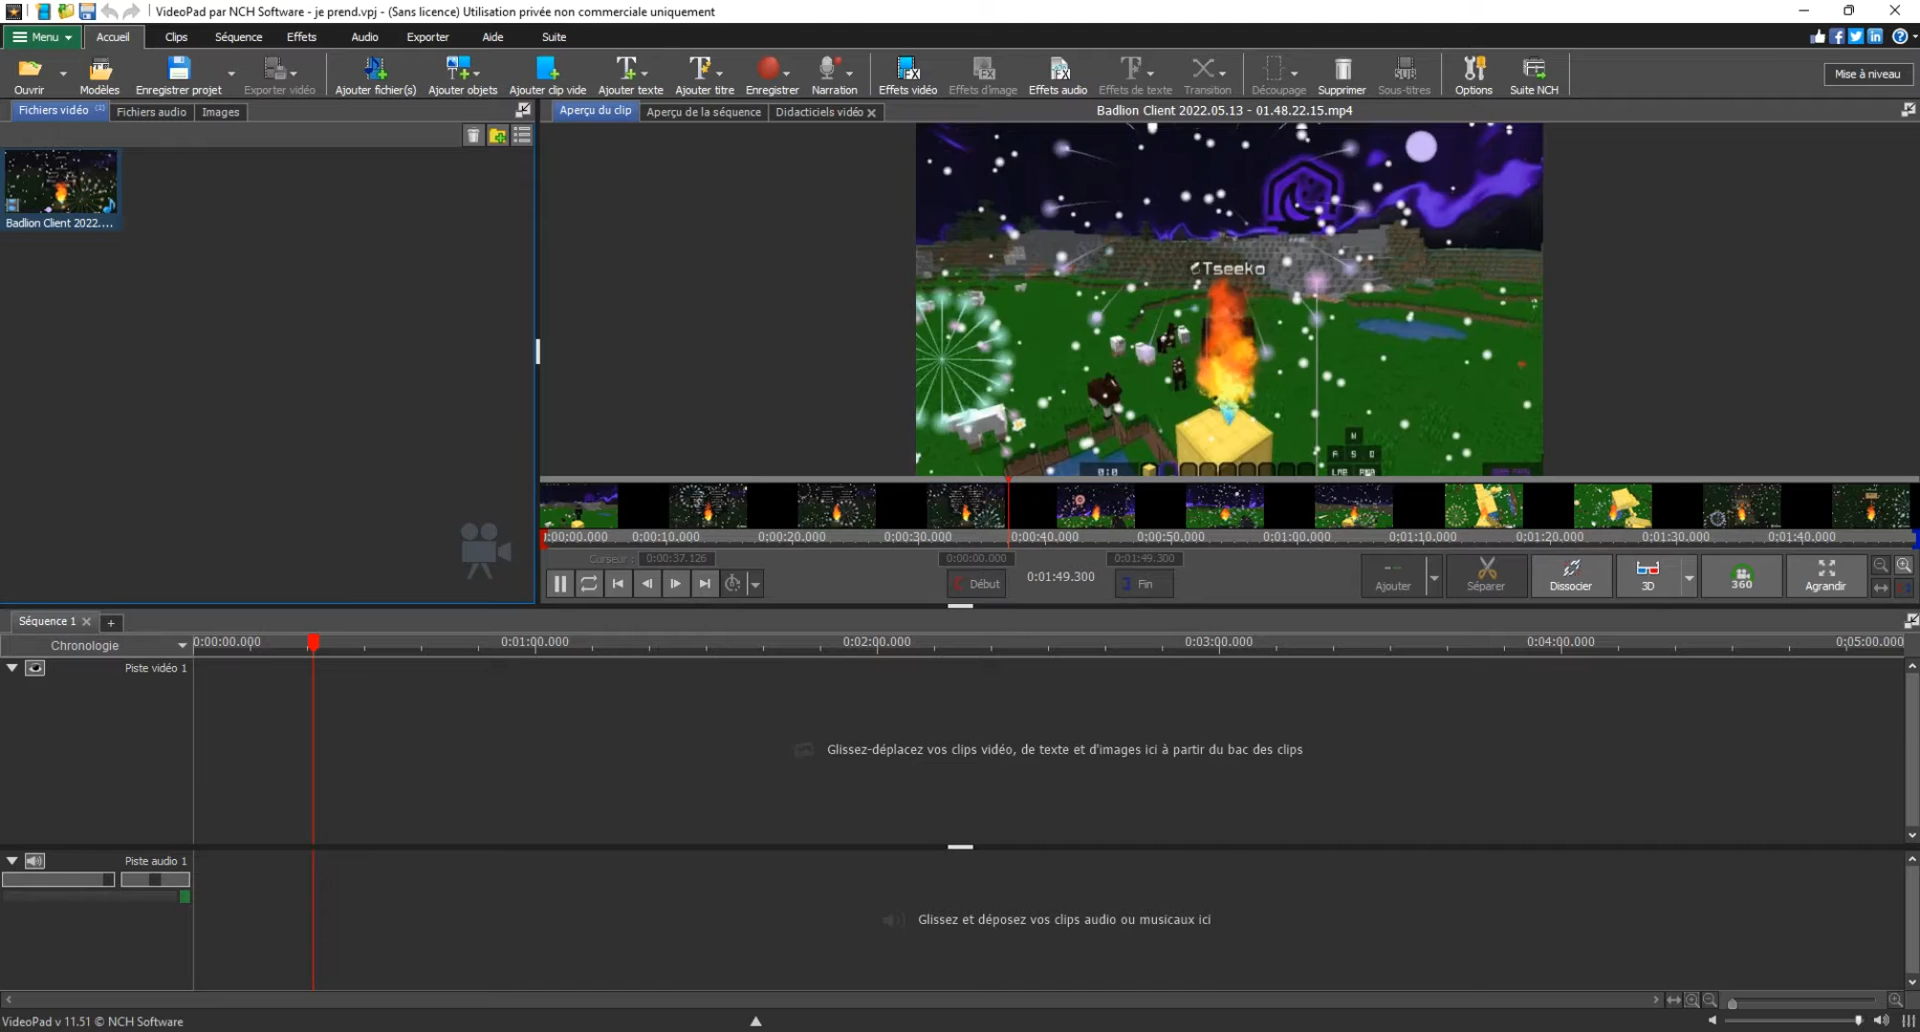 VideoPad par NCH Software - je prend.vpj - (Sans licence) Utilisation privée non commerciale uniquement
Menu Accueil Clips Séquence Effets Audio Exporter Aide Suite
Ouvrir Modèles Enregistrer projet Exporter vidéo Ajouter fichier(s) Ajouter objets Ajouter clip vide Ajouter texte Ajouter titre Enregistrer Narration Effets vidéo Effets d'image Effets audio Effets de texte Transition Découpage Supprimer Sous-titres Options Suite NCH Mise à niveau
Fichiers vidéo (1) Fichiers audio Images
Aperçu du clip Aperçu de la séquence Didacticiels vidéo Badlion Client 2022.05.13 - 01.48.22.15.mp4
Badlion Client 2022....
Tseeko
0:00:00.000 0:00:10.000 0:00:20.000 0:00:30.000 0:00:40.000 0:00:50.000 0:01:00.000 0:01:10.000 0:01:20.000 0:01:30.000 0:01:40.000
Curseur : 0:00:37.126 0:00:00.000 0:01:49.300
Début 0:01:49.300 Fin
Ajouter Séparer Dissocier 3D 360 Agrandir
Séquence 1
Chronologie 0:00:00.000 0:01:00.000 0:02:00.000 0:03:00.000 0:04:00.000 0:05:00.000
Piste vidéo 1
Glissez-déplacez vos clips vidéo, de texte et d'images ici à partir du bac des clips
Piste audio 1
Glissez et déposez vos clips audio ou musicaux ici
VideoPad v 11.51 © NCH Software